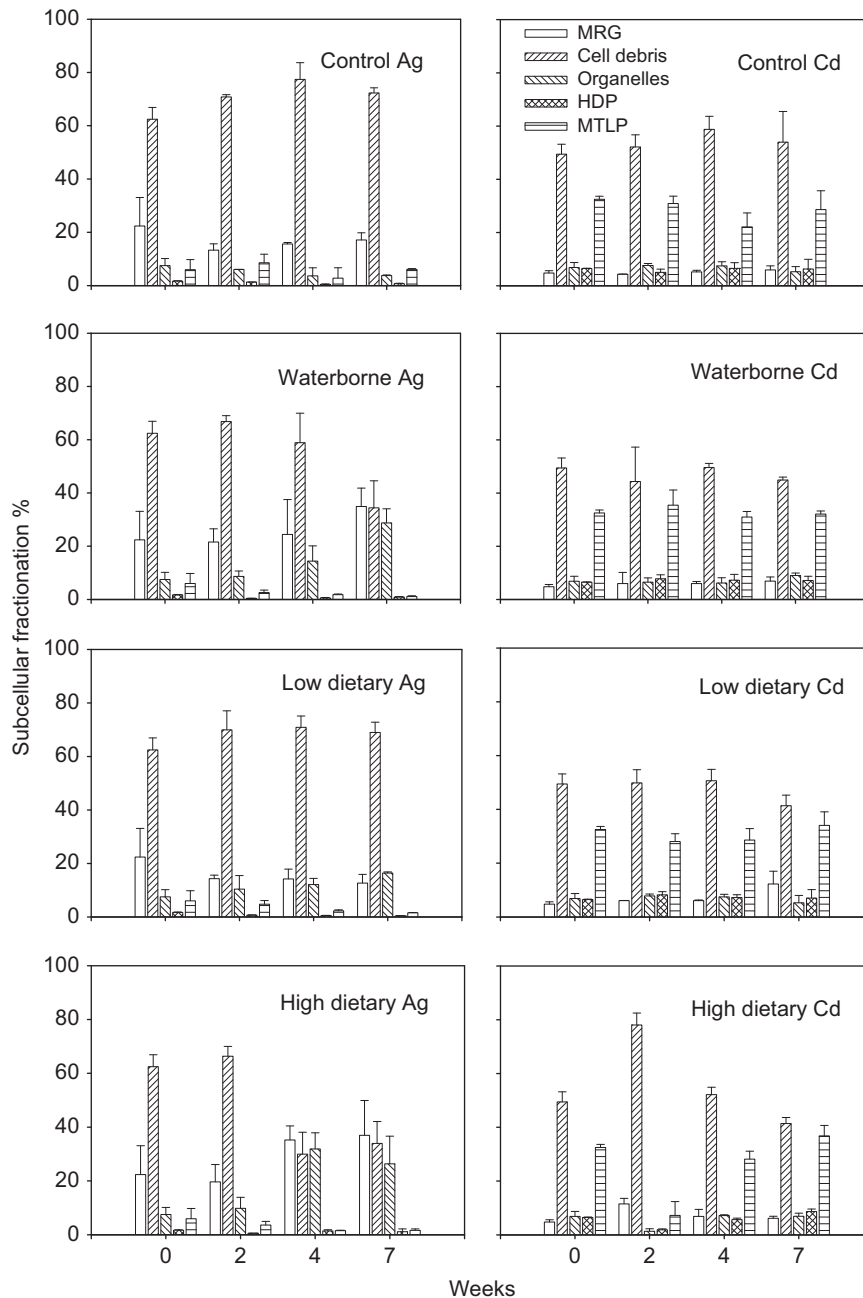 Subcellular fractionation %
100
80
60
40
20
0
Control Ag
MRG
Cell debris
Organelles
HDP
MTLP
Control Cd
100
80
60
40
20
0
Waterborne Ag
Waterborne Cd
100
80
60
40
20
0
Low dietary Ag
Low dietary Cd
100
80
60
40
20
0
High dietary Ag
High dietary Cd
0 2 4 7
0 2 4 7
Weeks